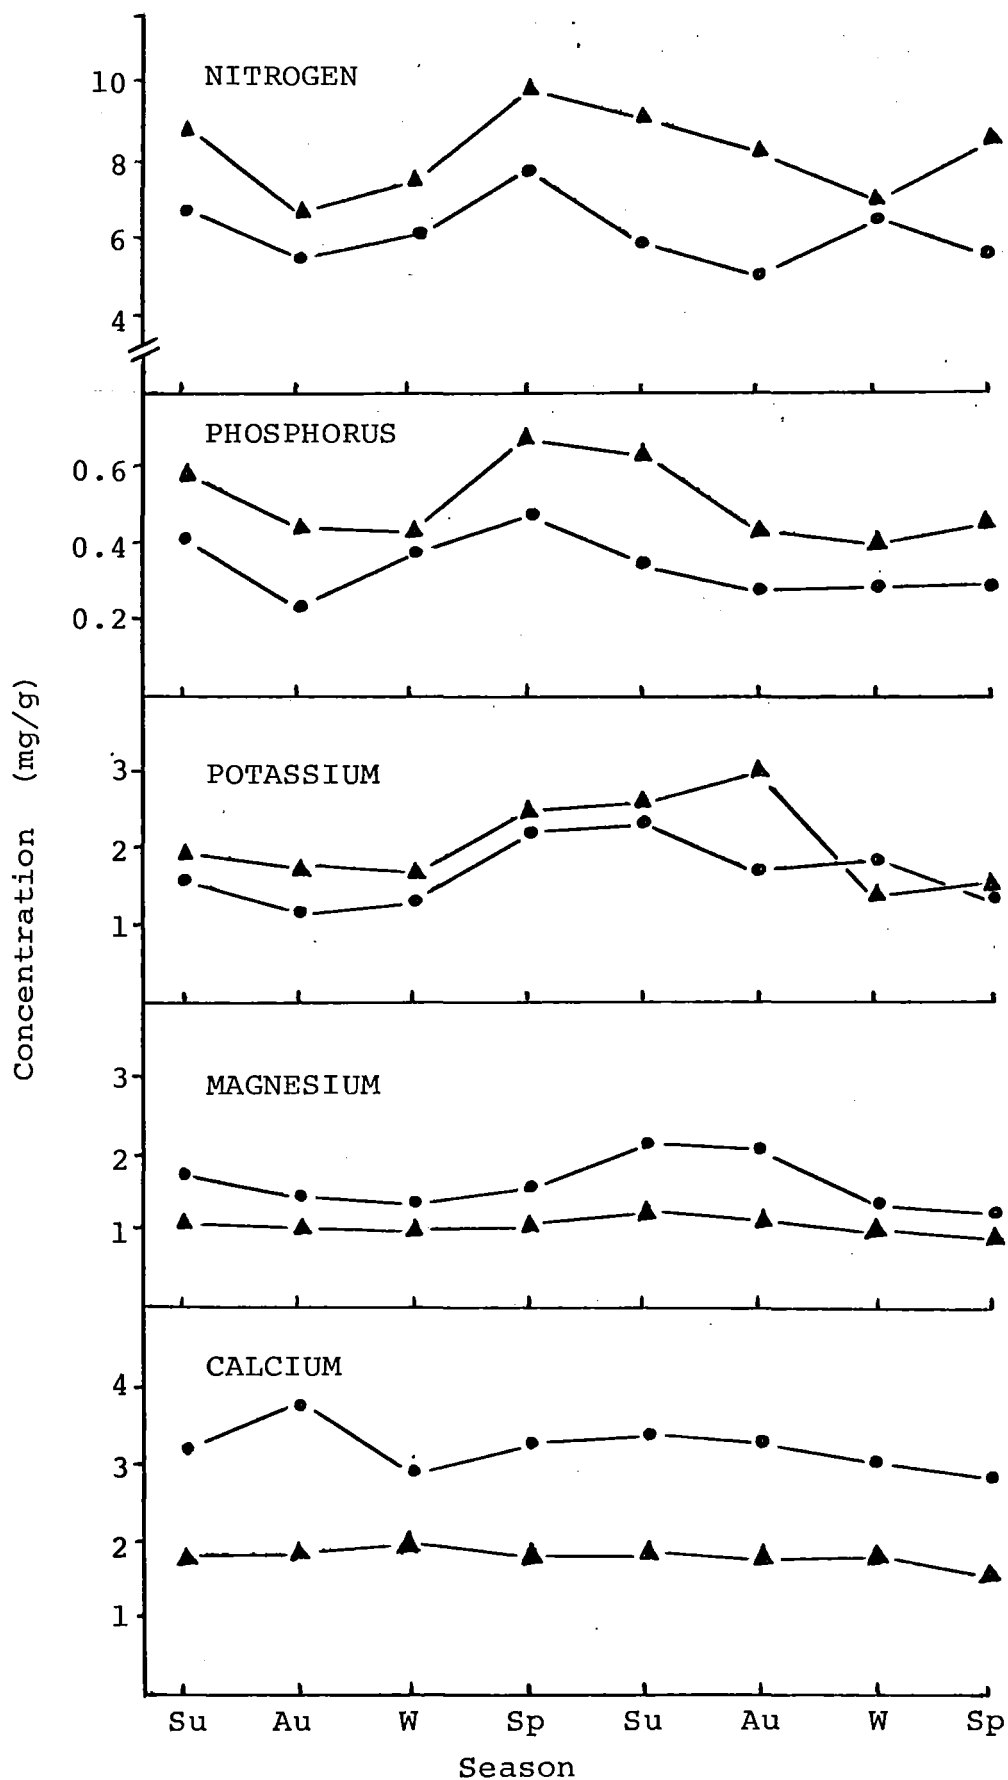 NITROGEN
10
8
6
4
PHOSPHORUS
0.6
0.4
0.2
Concentration (mg/g)
POTASSIUM
3
2
1
MAGNESIUM
3
2
1
CALCIUM
4
3
2
1
Su Au W Sp Su Au W Sp
Season